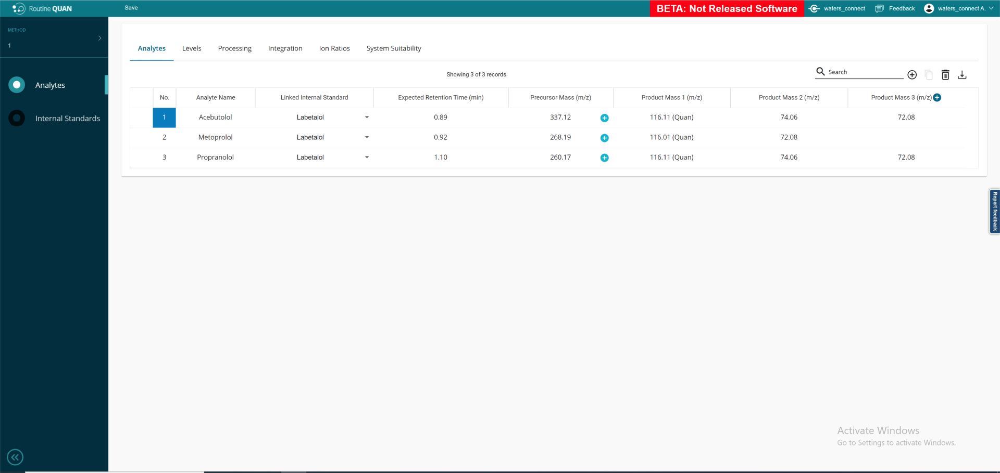 Routine QUAN
Save
BETA: Not Released Software
waters_connect
Feedback
waters_connect A.
METHOD
1
Analytes
Internal Standards
Analytes Levels Processing Integration Ion Ratios System Suitability
Showing 3 of 3 records
Search
No. Analyte Name Linked Internal Standard Expected Retention Time (min) Precursor Mass (m/z) Product Mass 1 (m/z) Product Mass 2 (m/z) Product Mass 3 (m/z)
1 Acebutolol Labetalol 0.89 337.12 116.11 (Quan) 74.06 72.08
2 Metoprolol Labetalol 0.92 268.19 116.01 (Quan) 72.08
3 Propranolol Labetalol 1.10 260.17 116.11 (Quan) 74.06 72.08
Report feedback
Activate Windows
Go to Settings to activate Windows.